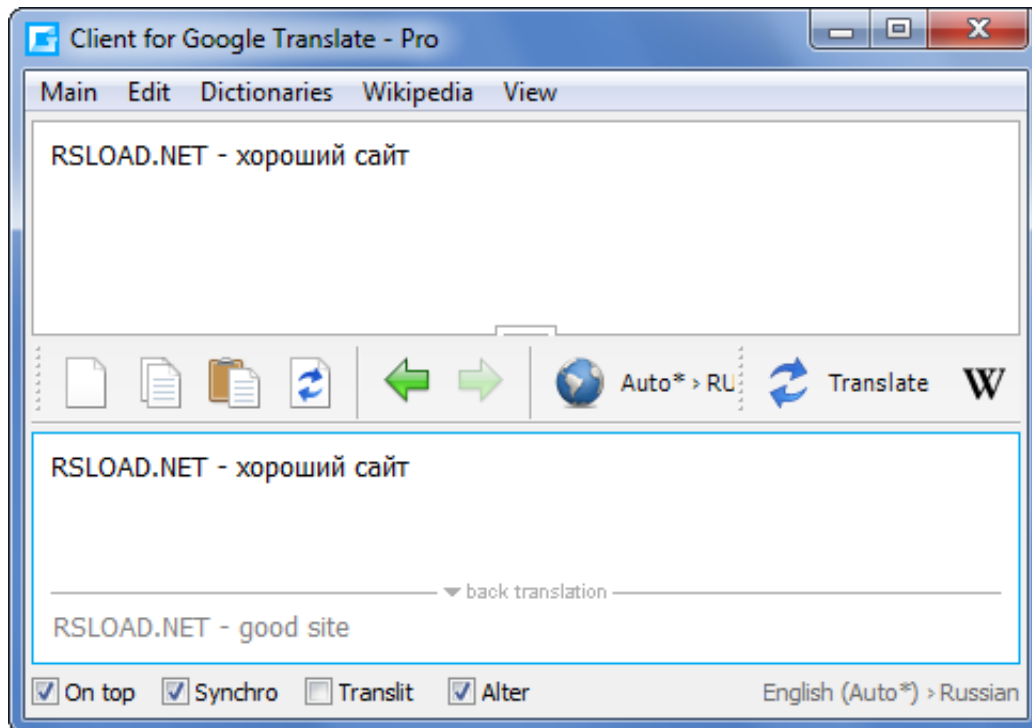 Client for Google Translate - Pro
Main Edit Dictionaries Wikipedia View
RSLOAD.NET - хороший сайт
Auto* › RU Translate W
RSLOAD.NET - хороший сайт
back translation
RSLOAD.NET - good site
On top Synchro Translit Alter English (Auto*) › Russian